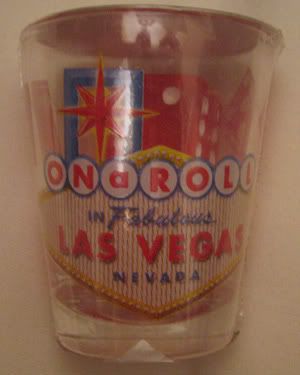 ONaROLL
IN Fabulous
LAS VEGAS
NEVADA